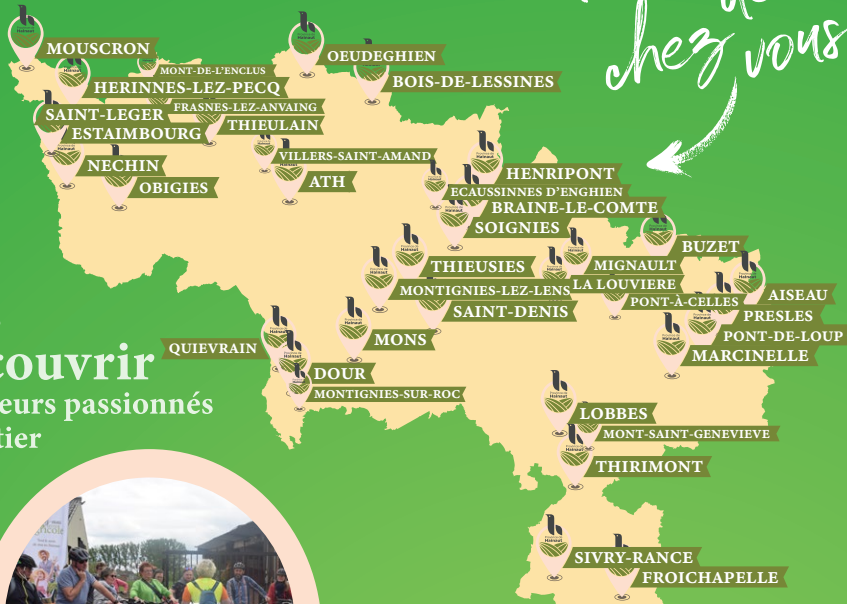 chez vous
MOUSCRON
OEUDEGHIEN
MONT-DE-L'ENCLUS
BOIS-DE-LESSINES
HERINNES-LEZ-PECQ
FRASNES-LEZ-ANVAING
SAINT-LEGER
THIEULAIN
ESTAIMBOURG
VILLERS-SAINT-AMAND
NECHIN
HENRIPONT
ATH
OBIGIES
ECAUSSINNES D'ENGHIEN
BRAINE-LE-COMTE
SOIGNIES
BUZET
THIEUSIES
MIGNAULT
MONTIGNIES-LEZ-LENS
LA LOUVIERE
AISEAU
PONT-À-CELLES
SAINT-DENIS
PRESLES
PONT-DE-LOUP
MONS
QUIEVRAIN
MARCINELLE
couvrir
DOUR
MONTIGNIES-SUR-ROC
eurs passionnés
LOBBES
tier
MONT-SAINT-GENEVIEVE
THIRIMONT
SIVRY-RANCE
FROICHAPELLE